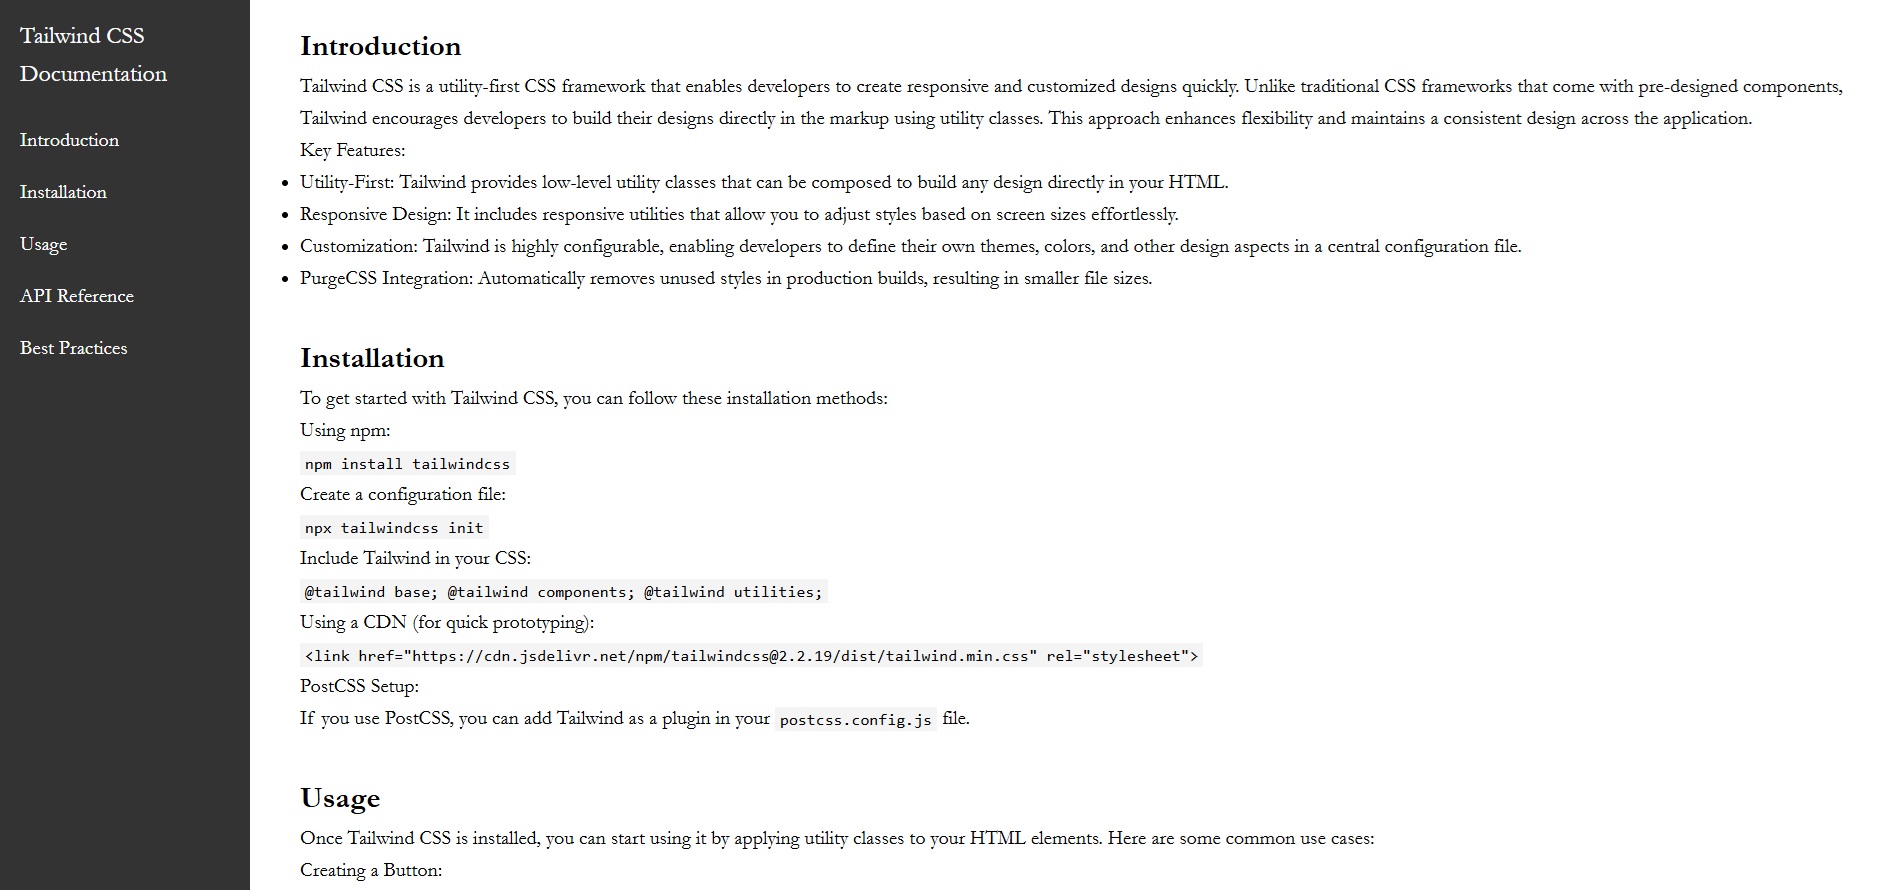 Tailwind CSS
Documentation
Introduction
Installation
Usage
API Reference
Best Practices
Introduction
Tailwind CSS is a utility-first CSS framework that enables developers to create responsive and customized designs quickly. Unlike traditional CSS frameworks that come with pre-designed components,
Tailwind encourages developers to build their designs directly in the markup using utility classes. This approach enhances flexibility and maintains a consistent design across the application.
Key Features:
• Utility-First: Tailwind provides low-level utility classes that can be composed to build any design directly in your HTML.
• Responsive Design: It includes responsive utilities that allow you to adjust styles based on screen sizes effortlessly.
• Customization: Tailwind is highly configurable, enabling developers to define their own themes, colors, and other design aspects in a central configuration file.
• PurgeCSS Integration: Automatically removes unused styles in production builds, resulting in smaller file sizes.
Installation
To get started with Tailwind CSS, you can follow these installation methods:
Using npm:
npm install tailwindcss
Create a configuration file:
npx tailwindcss init
Include Tailwind in your CSS:
@tailwind base; @tailwind components; @tailwind utilities;
Using a CDN (for quick prototyping):
<link href="https://cdn.jsdelivr.net/npm/tailwindcss@2.2.19/dist/tailwind.min.css" rel="stylesheet">
PostCSS Setup:
If you use PostCSS, you can add Tailwind as a plugin in your postcss.config.js file.
Usage
Once Tailwind CSS is installed, you can start using it by applying utility classes to your HTML elements. Here are some common use cases:
Creating a Button: